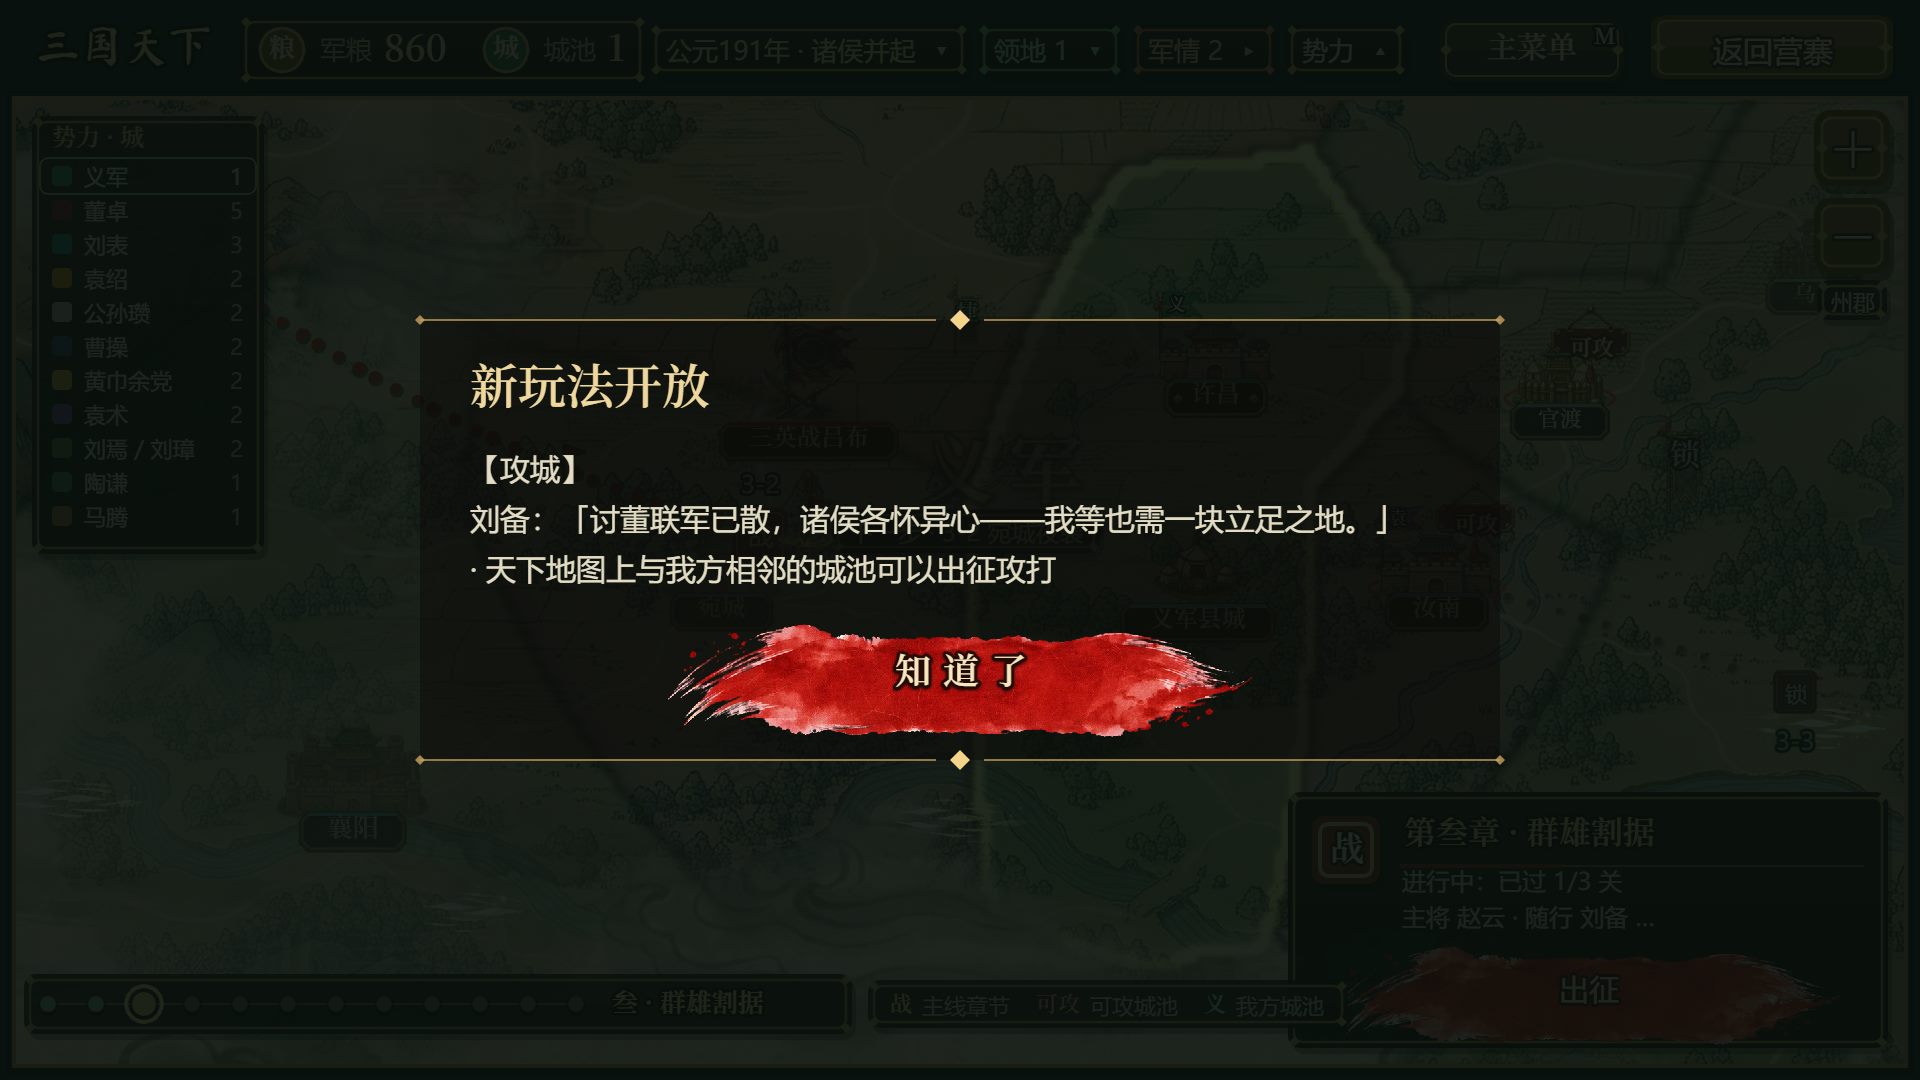 三国天下
粮 军粮 860 城 城池 1
公元191年 · 诸侯并起
领地 1
军情 2
势力
主菜单 M
返回营寨
势力 · 城
义军 1
董卓 5
刘表 3
袁绍 2
公孙瓒 2
曹操 2
黄巾余党 2
袁术 2
刘焉 / 刘璋 2
陶谦 1
马腾 1
州郡
义
可攻
许昌
官渡
锁
三英战吕布
3-2
义军
可攻
新玩法开放
【攻城】
刘备：「讨董联军已散，诸侯各怀异心——我等也需一块立足之地。」
· 天下地图上与我方相邻的城池可以出征攻打
宛城
义军县城
汝南
知道了
锁
3-3
襄阳
战
第叁章 · 群雄割据
进行中：已过 1/3 关
主将 赵云 · 随行 刘备 ...
出征
叁 · 群雄割据
战 主线章节 可攻 可攻城池 义 我方城池